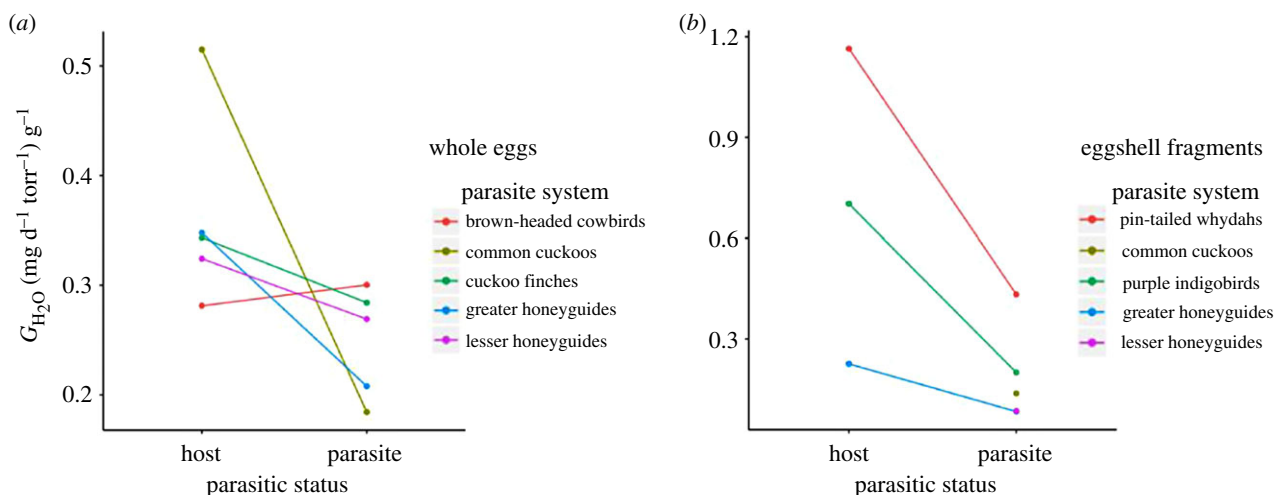 (a)
0.5
0.4
0.3
0.2
G_H₂O (mg d⁻¹ torr⁻¹) g⁻¹
host
parasite
parasitic status
whole eggs
parasite system
brown-headed cowbirds
common cuckoos
cuckoo finches
greater honeyguides
lesser honeyguides
(b)
1.2
0.9
0.6
0.3
host
parasite
parasitic status
eggshell fragments
parasite system
pin-tailed whydahs
common cuckoos
purple indigobirds
greater honeyguides
lesser honeyguides